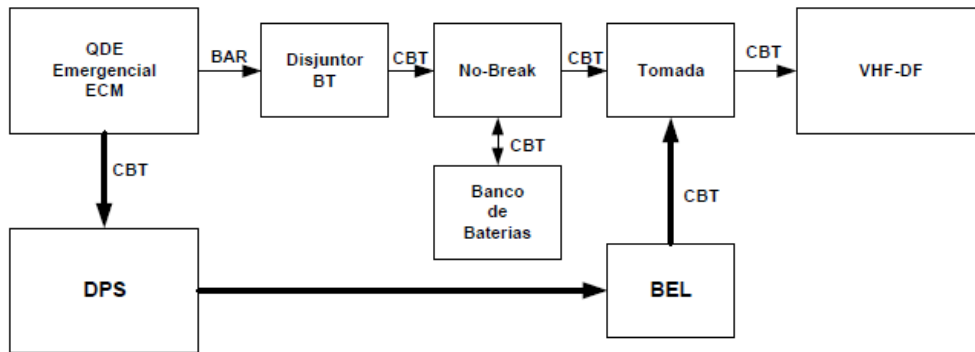 QDE
Emergencial
ECM
BAR
Disjuntor
BT
CBT
No-Break
CBT
Tomada
CBT
VHF-DF
CBT
CBT
Banco
de
Baterias
CBT
DPS
BEL